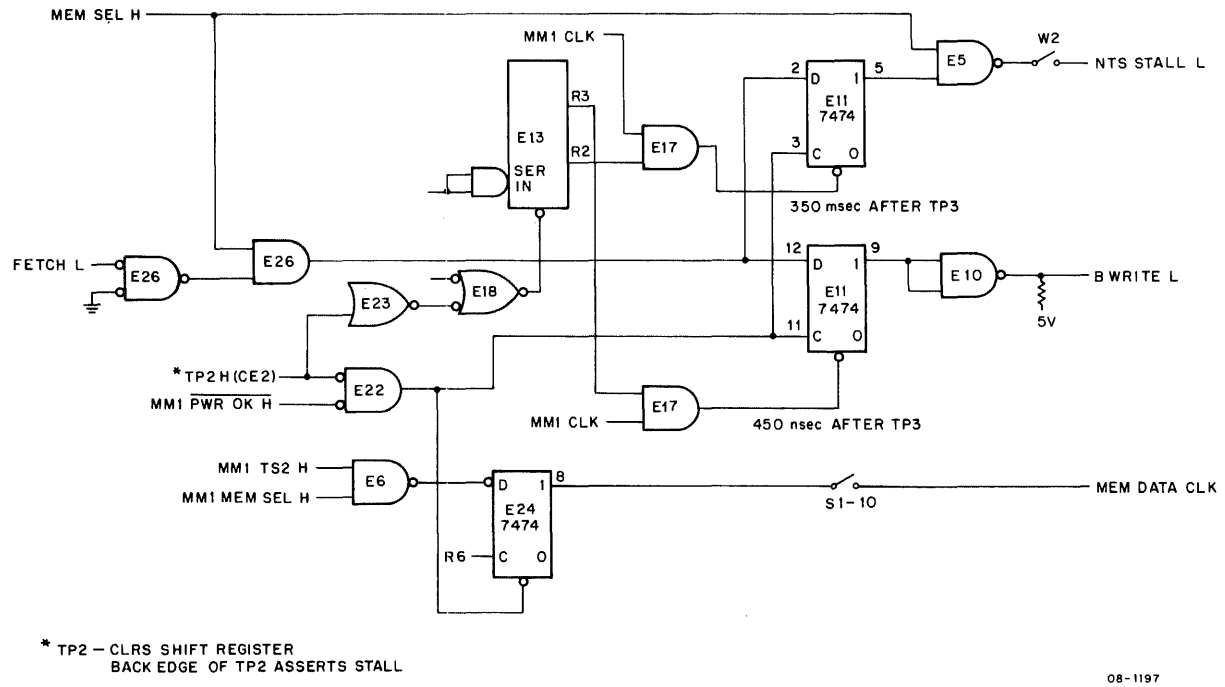 MEM SEL H
MM1 CLK
W2
E5
NTS STALL L
2
D
1
5
E11
7474
R3
E13
R2
E17
3
C
O
SER
IN
350 msec AFTER TP3
FETCH L
E26
E26
12
D
1
9
E10
B WRITE L
E11
7474
5V
E23
E18
11
C
O
* TP2 H (CE2)
E22
MM1 PWR OK H
E17
MM1 CLK
450 nsec AFTER TP3
MM1 TS2 H
E6
MM1 MEM SEL H
D
1
8
E24
7474
S1-10
MEM DATA CLK
R6
C
O
* TP2 — CLRS SHIFT REGISTER
BACK EDGE OF TP2 ASSERTS STALL
08-1197